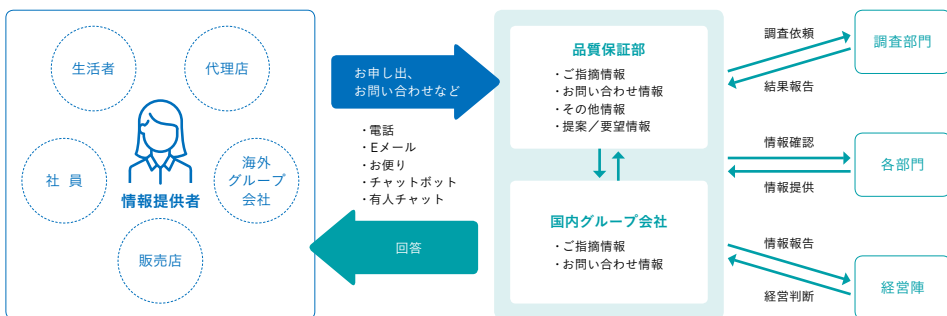 生活者
代理店
社 員
海外
グループ
会社
情報提供者
販売店
お申し出、
お問い合わせなど
・電話
・Eメール
・お便り
・チャットボット
・有人チャット
回答
品質保証部
・ご指摘情報
・お問い合わせ情報
・その他情報
・提案／要望情報
国内グループ会社
・ご指摘情報
・お問い合わせ情報
調査依頼
結果報告
調査部門
情報確認
情報提供
各部門
情報報告
経営判断
経営陣